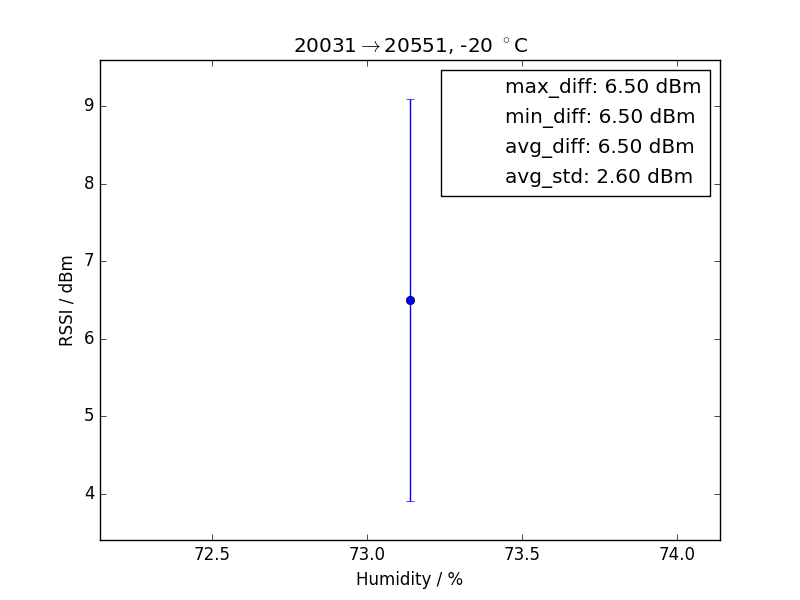 20031→20551, -20 °C
max_diff: 6.50 dBm
min_diff: 6.50 dBm
avg_diff: 6.50 dBm
avg_std: 2.60 dBm
RSSI / dBm
9
8
7
6
5
4
72.5 73.0 73.5 74.0
Humidity / %